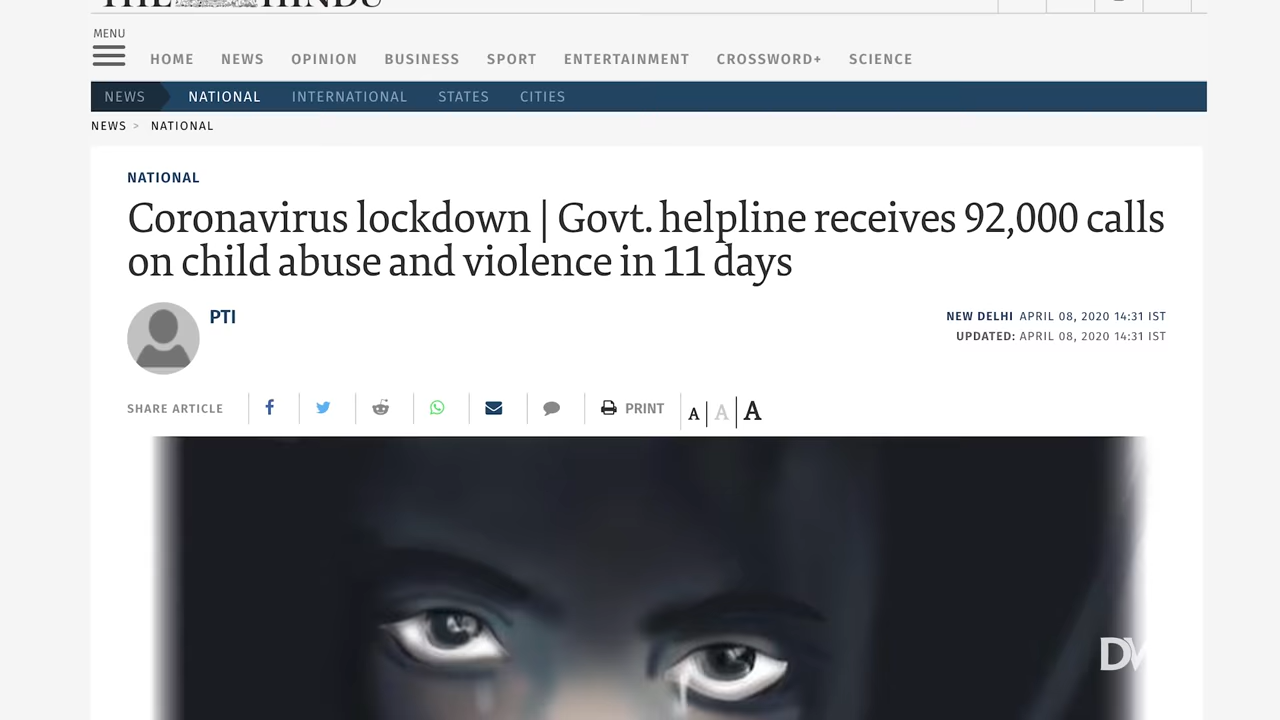 THE HINDU
MENU
HOME NEWS OPINION BUSINESS SPORT ENTERTAINMENT CROSSWORD+ SCIENCE
NEWS NATIONAL INTERNATIONAL STATES CITIES
NEWS > NATIONAL
NATIONAL
Coronavirus lockdown | Govt. helpline receives 92,000 calls
on child abuse and violence in 11 days
PTI
NEW DELHI APRIL 08, 2020 14:31 IST
UPDATED: APRIL 08, 2020 14:31 IST
SHARE ARTICLE PRINT A | A | A
DW